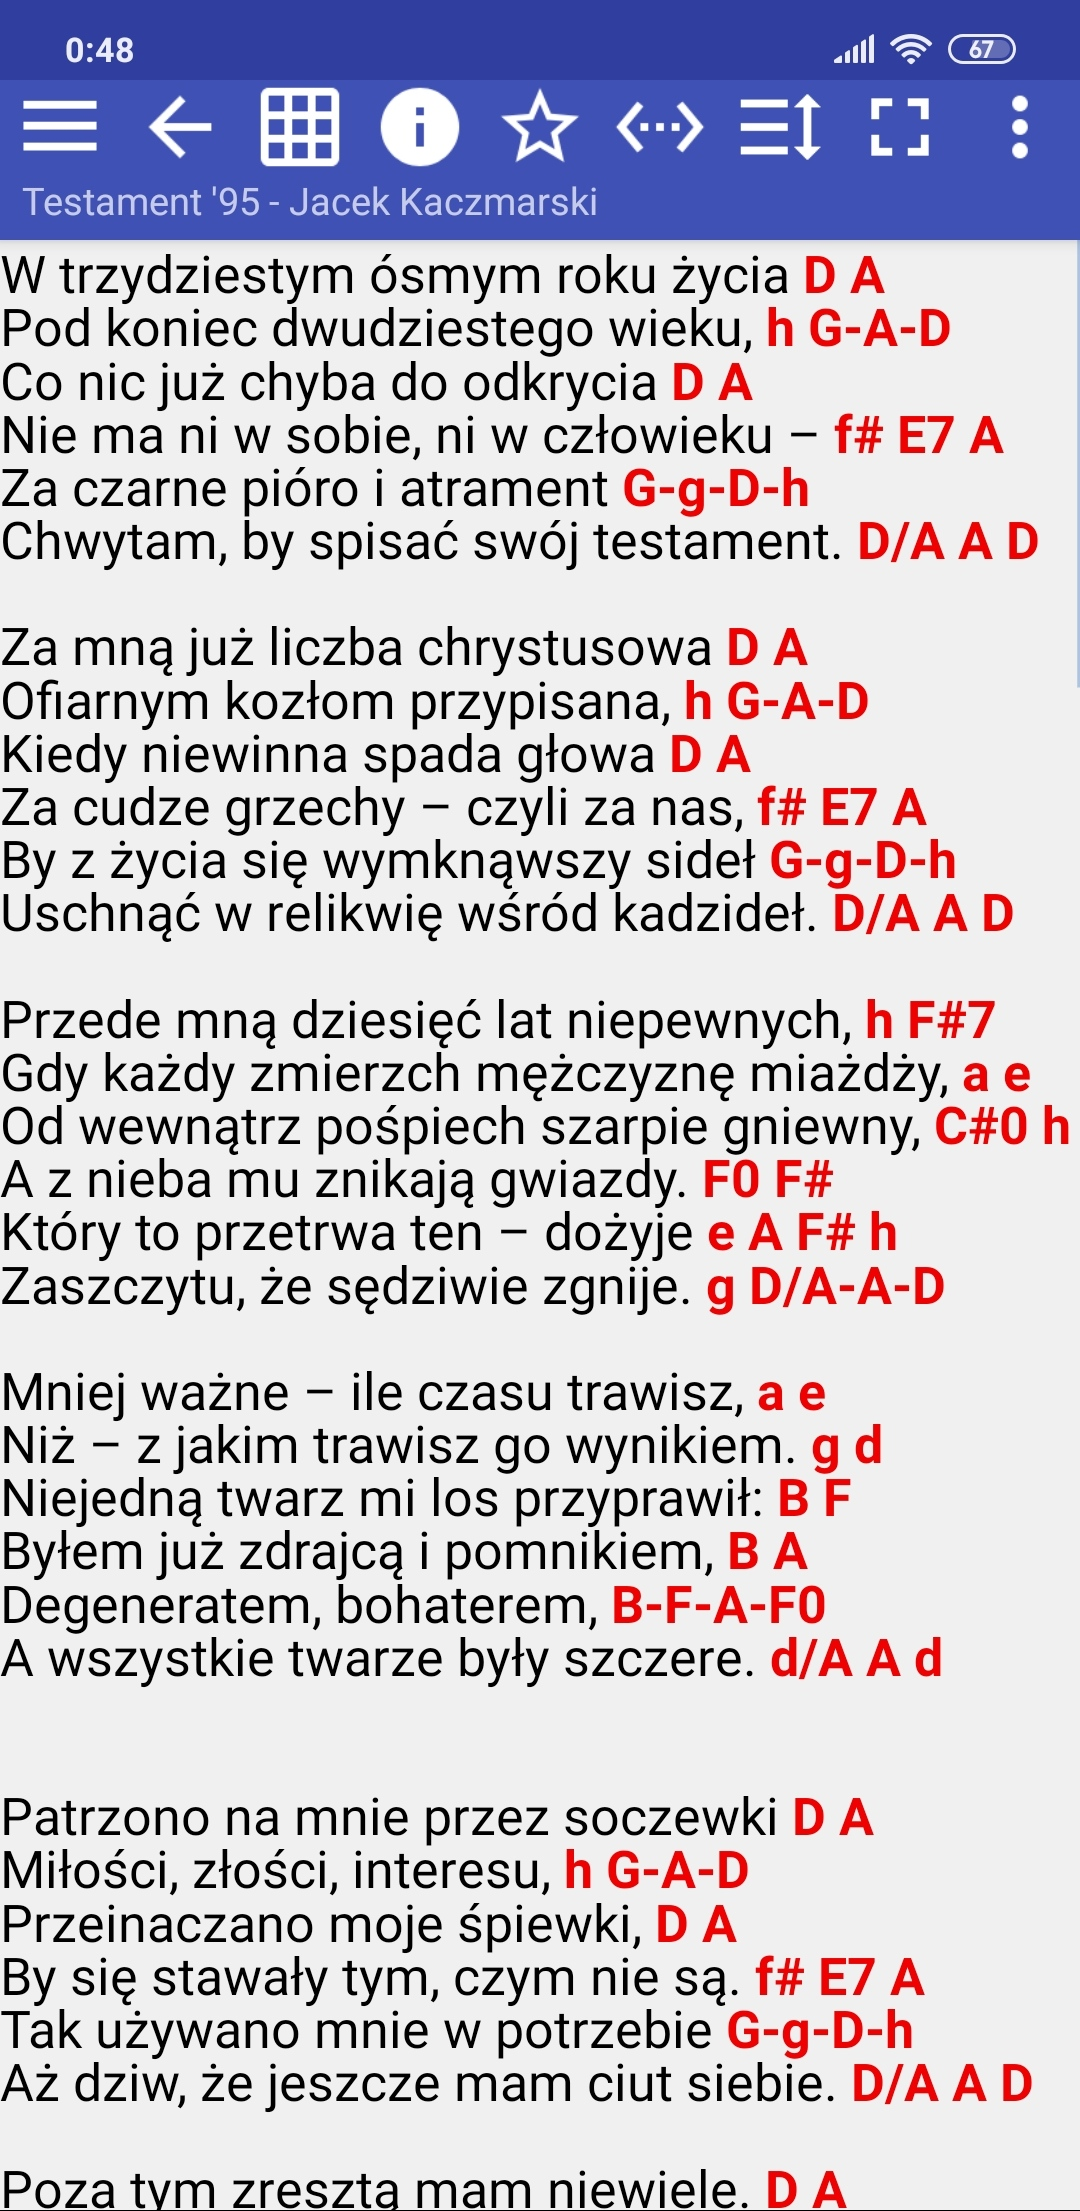 0:48
67
Testament '95 - Jacek Kaczmarski
W trzydziestym ósmym roku życia D A
Pod koniec dwudziestego wieku, h G-A-D
Co nic już chyba do odkrycia D A
Nie ma ni w sobie, ni w człowieku – f# E7 A
Za czarne pióro i atrament G-g-D-h
Chwytam, by spisać swój testament. D/A A D
Za mną już liczba chrystusowa D A
Ofiarnym kozłom przypisana, h G-A-D
Kiedy niewinna spada głowa D A
Za cudze grzechy – czyli za nas, f# E7 A
By z życia się wymknąwszy sideł G-g-D-h
Uschnąć w relikwię wśród kadzideł. D/A A D
Przede mną dziesięć lat niepewnych, h F#7
Gdy każdy zmierzch mężczyznę miażdży, a e
Od wewnątrz pośpiech szarpie gniewny, C#0 h
A z nieba mu znikają gwiazdy. F0 F#
Który to przetrwa ten – dożyje e A F# h
Zaszczytu, że sędziwie zgnije. g D/A-A-D
Mniej ważne – ile czasu trawisz, a e
Niż – z jakim trawisz go wynikiem. g d
Niejedną twarz mi los przyprawił: B F
Byłem już zdrajcą i pomnikiem, B A
Degeneratem, bohaterem, B-F-A-F0
A wszystkie twarze były szczere. d/A A d
Patrzono na mnie przez soczewki D A
Miłości, złości, interesu, h G-A-D
Przeinaczano moje śpiewki, D A
By się stawały tym, czym nie są. f# E7 A
Tak używano mnie w potrzebie G-g-D-h
Aż dziw, że jeszcze mam ciut siebie. D/A A D
Poza tym zresztą mam niewiele. D A